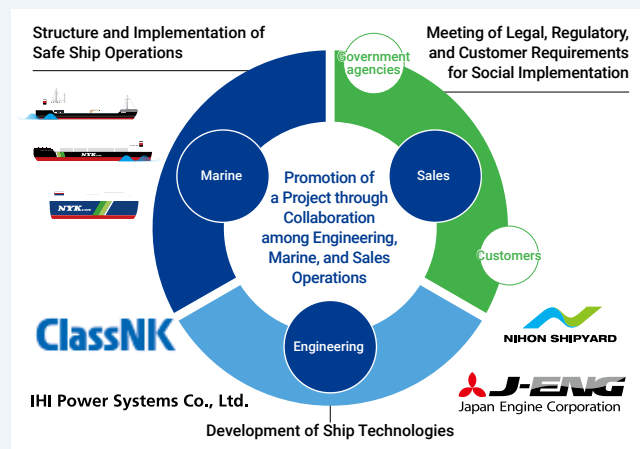 Structure and Implementation of
Safe Ship Operations
Meeting of Legal, Regulatory,
and Customer Requirements
for Social Implementation
Government
agencies
Marine
Sales
Promotion of
a Project through
Collaboration
among Engineering,
Marine, and Sales
Operations
NYK LINE
Customers
ClassNK
Engineering
NIHON SHIPYARD
IHI Power Systems Co., Ltd.
J-ENG
Japan Engine Corporation
Development of Ship Technologies